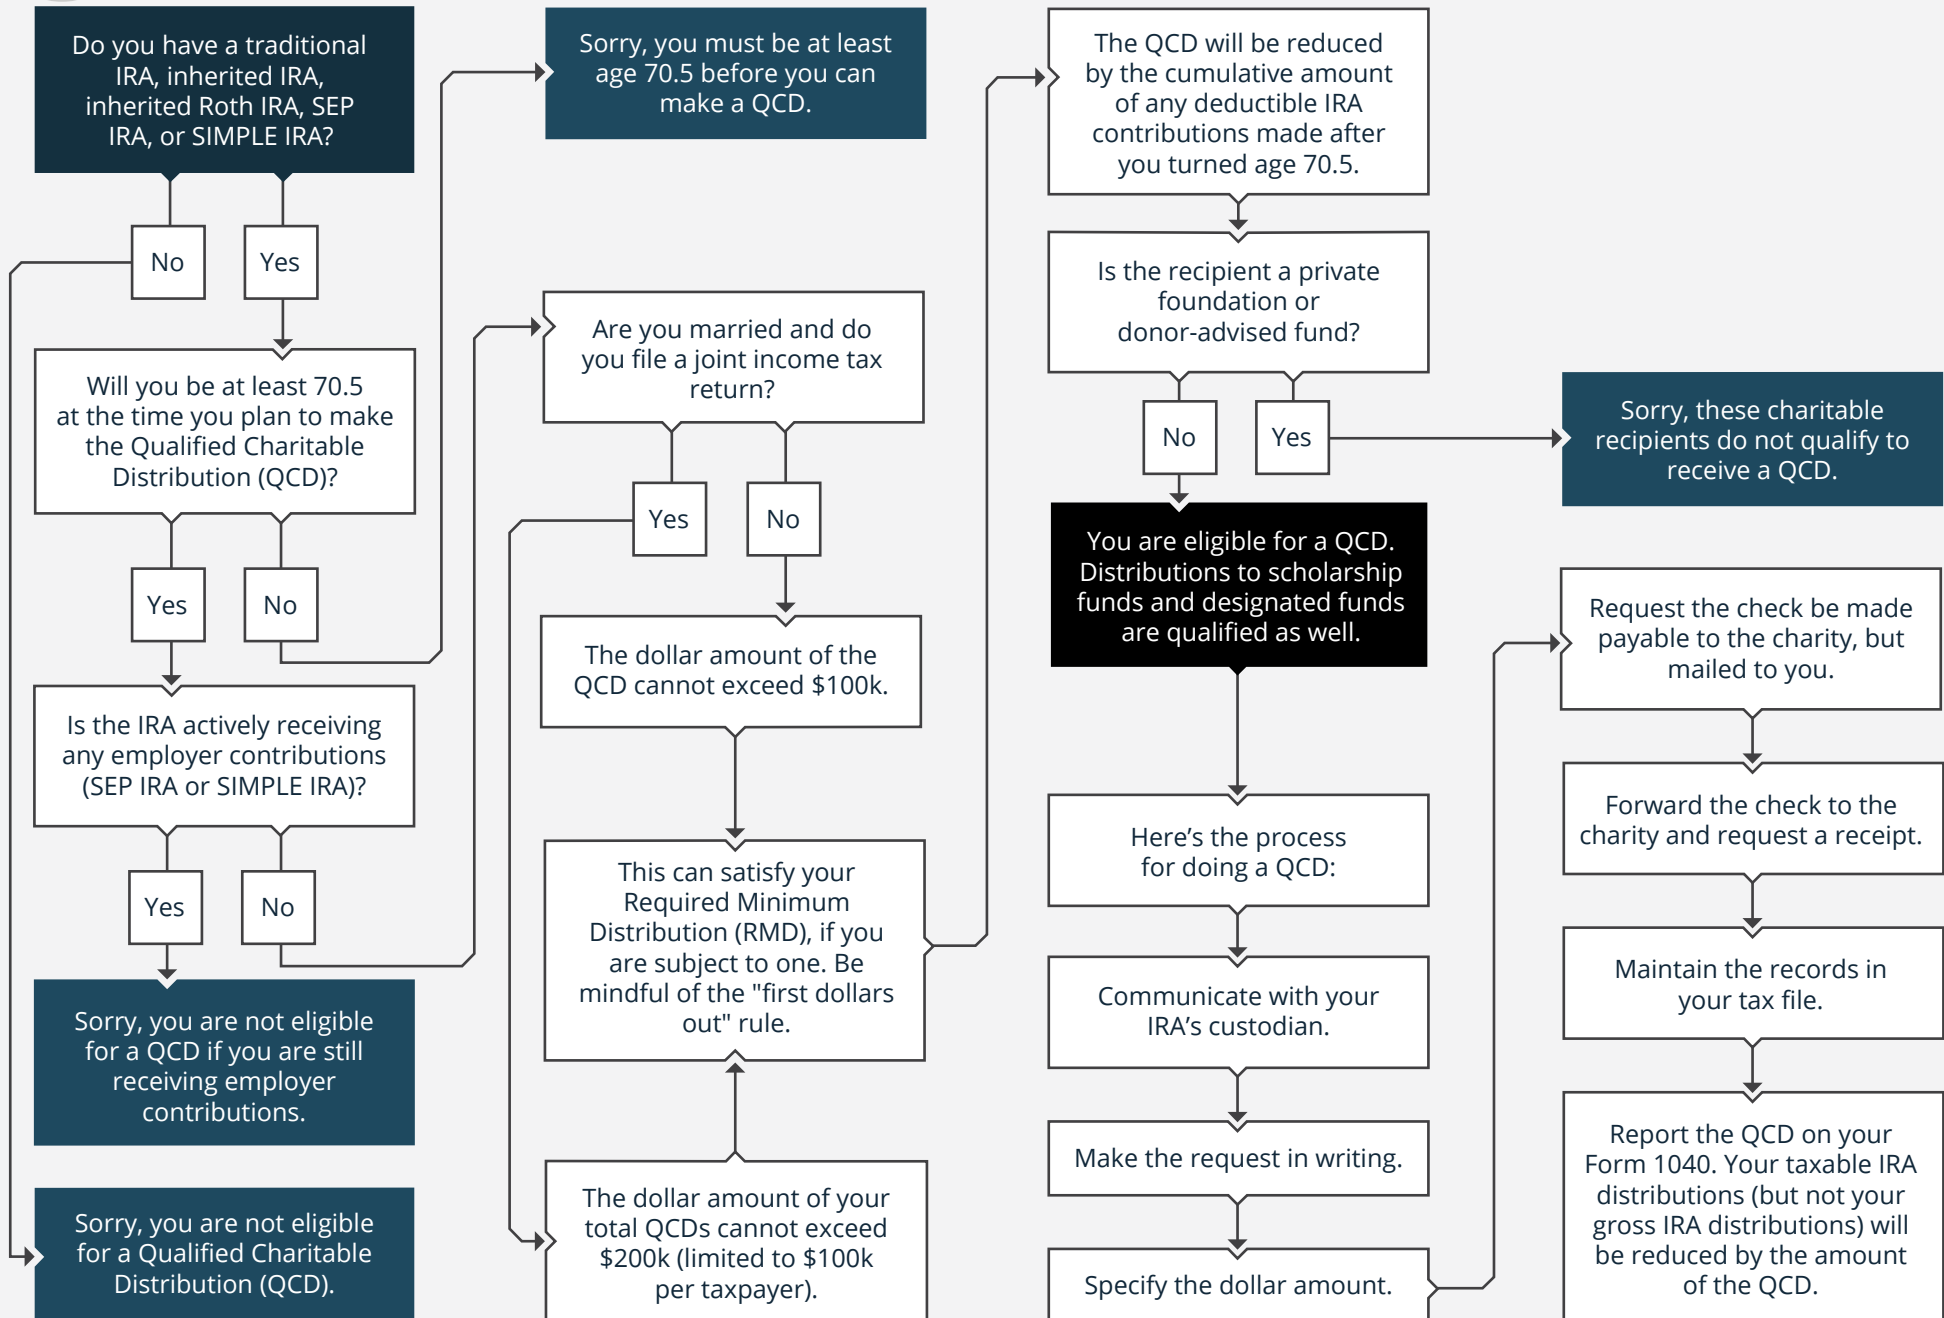 Do you have a traditional
IRA, inherited IRA,
inherited Roth IRA, SEP
IRA, or SIMPLE IRA?
No
Yes
Will you be at least 70.5
at the time you plan to make
the Qualified Charitable
Distribution (QCD)?
Yes
No
Is the IRA actively receiving
any employer contributions
(SEP IRA or SIMPLE IRA)?
Yes
No
Sorry, you are not eligible
for a QCD if you are still
receiving employer
contributions.
Sorry, you are not eligible
for a Qualified Charitable
Distribution (QCD).
Sorry, you must be at least
age 70.5 before you can
make a QCD.
Are you married and do
you file a joint income tax
return?
Yes
No
The dollar amount of the
QCD cannot exceed $100k.
This can satisfy your
Required Minimum
Distribution (RMD), if you
are subject to one. Be
mindful of the "first dollars
out" rule.
The dollar amount of your
total QCDs cannot exceed
$200k (limited to $100k
per taxpayer).
The QCD will be reduced
by the cumulative amount
of any deductible IRA
contributions made after
you turned age 70.5.
Is the recipient a private
foundation or
donor-advised fund?
No
Yes
Sorry, these charitable
recipients do not qualify to
receive a QCD.
You are eligible for a QCD.
Distributions to scholarship
funds and designated funds
are qualified as well.
Here’s the process
for doing a QCD:
Communicate with your
IRA’s custodian.
Make the request in writing.
Specify the dollar amount.
Request the check be made
payable to the charity, but
mailed to you.
Forward the check to the
charity and request a receipt.
Maintain the records in
your tax file.
Report the QCD on your
Form 1040. Your taxable IRA
distributions (but not your
gross IRA distributions) will
be reduced by the amount
of the QCD.